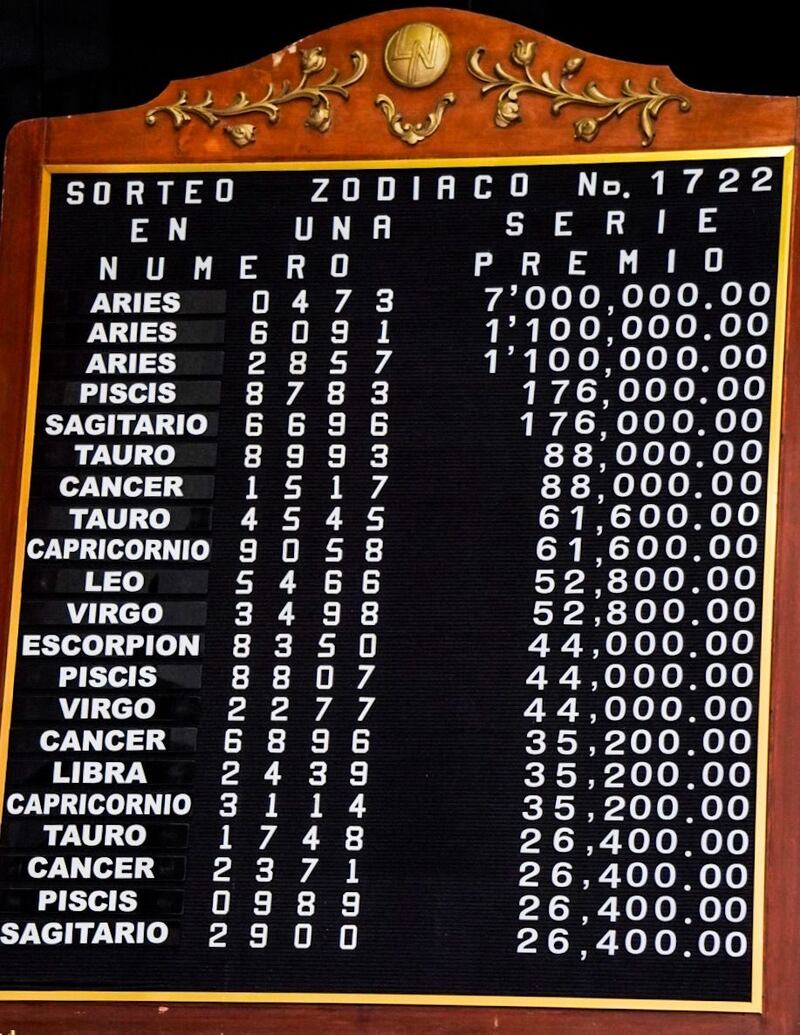 LN
SORTEO ZODIACO No. 1722
EN UNA SERIE
NUMERO PREMIO
ARIES 0473 7'000,000.00
ARIES 6091 1'100,000.00
ARIES 2857 1'100,000.00
PISCIS 8783 176,000.00
SAGITARIO 6696 176,000.00
TAURO 8993 88,000.00
CANCER 1517 88,000.00
TAURO 4545 61,600.00
CAPRICORNIO 9058 61,600.00
LEO 5466 52,800.00
VIRGO 3498 52,800.00
ESCORPION 8350 44,000.00
PISCIS 8807 44,000.00
VIRGO 2277 44,000.00
CANCER 6896 35,200.00
LIBRA 2439 35,200.00
CAPRICORNIO 3114 35,200.00
TAURO 1748 26,400.00
CANCER 2371 26,400.00
PISCIS 0989 26,400.00
SAGITARIO 2900 26,400.00